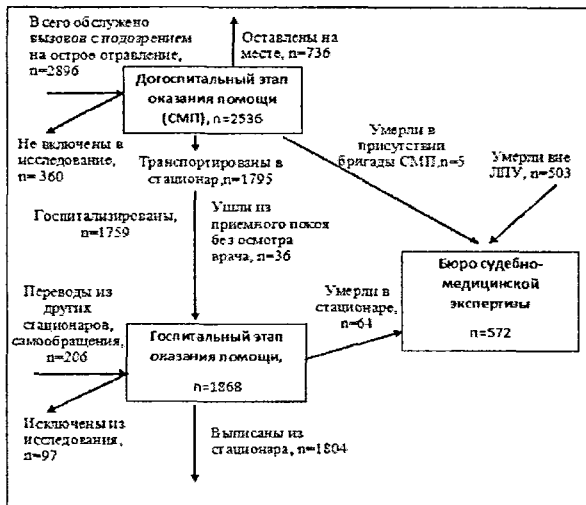 Всего обслужено
вызовов с подозрением
на острое отравление,
n=2896
Оставлены на
месте, n=736
Догоспитальный этап
оказания помощи
(СМП), n=2536
Не включены в
исследование,
n=360
Транспортированы в
стационар, n=1795
Умерли в
присутствии
бригады СМП, n=5
Умерли вне
ЛПУ, n=503
Госпитализированы,
n=1759
Ушли из
приемного покоя
без осмотра
врача, n=36
Бюро судебно-
медицинской
экспертизы
n=572
Переводы из
других
стационаров,
самообращения,
n=206
Умерли в
стационаре,
n=64
Госпитальный этап
оказания помощи,
n=1868
Исключены из
исследования,
n=97
Выписаны из
стационара, n=1804